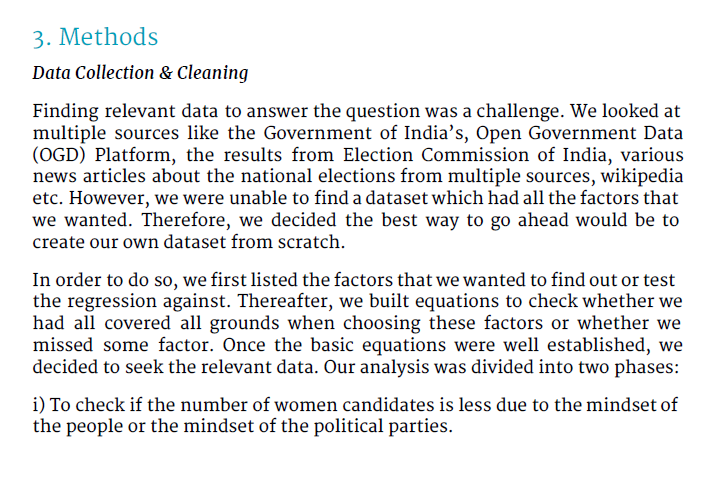 3. Methods
Data Collection & Cleaning
Finding relevant data to answer the question was a challenge. We looked at
multiple sources like the Government of India’s, Open Government Data
(OGD) Platform, the results from Election Commission of India, various
news articles about the national elections from multiple sources, wikipedia
etc. However, we were unable to find a dataset which had all the factors that
we wanted. Therefore, we decided the best way to go ahead would be to
create our own dataset from scratch.
In order to do so, we first listed the factors that we wanted to find out or test
the regression against. Thereafter, we built equations to check whether we
had all covered all grounds when choosing these factors or whether we
missed some factor. Once the basic equations were well established, we
decided to seek the relevant data. Our analysis was divided into two phases:
i) To check if the number of women candidates is less due to the mindset of
the people or the mindset of the political parties.